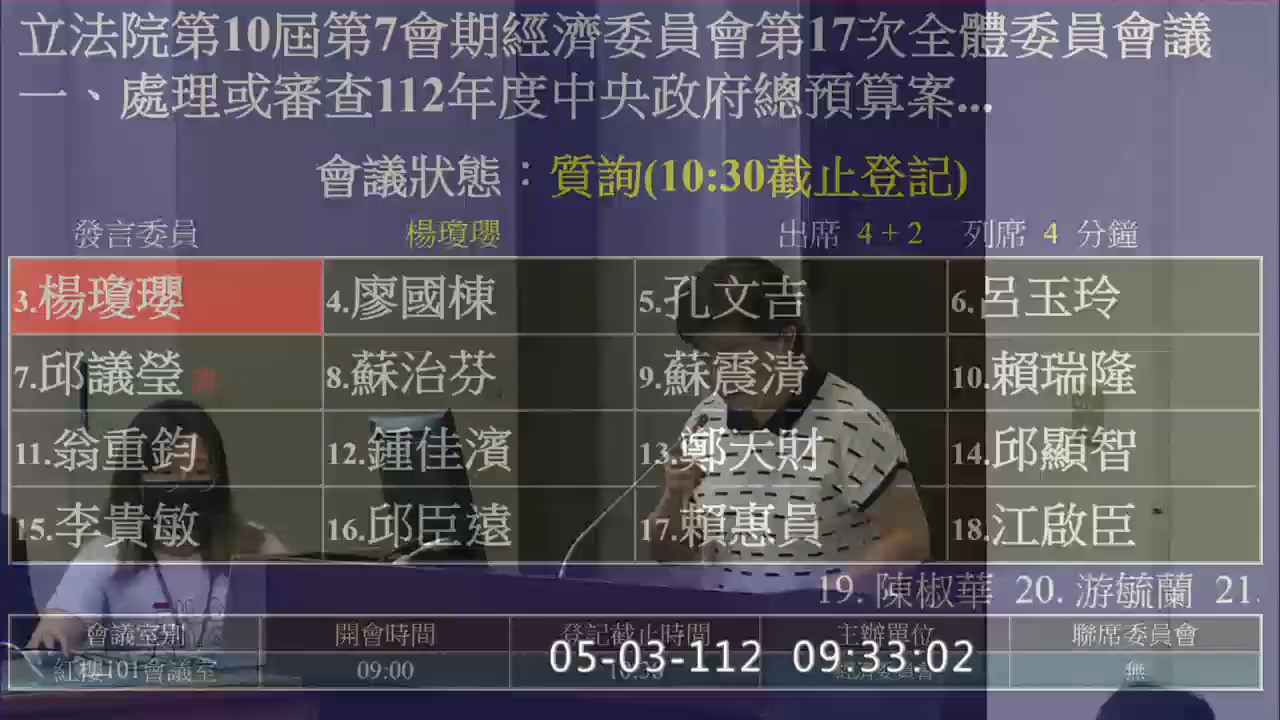 立法院第10屆第7會期經濟委員會第17次全體委員會議
一、處理或審查112年度中央政府總預算案...
會議狀態：質詢(10:30截止登記)
發言委員 楊瓊瓔 出席 4 + 2 列席 4 分鐘
3.楊瓊瓔 4.廖國棟 5.孔文吉 6.呂玉玲
7.邱議瑩 8.蘇治芬 9.蘇震清 10.賴瑞隆
11.翁重鈞 12.鍾佳濱 13.鄭天財 14.邱顯智
15.李貴敏 16.邱臣遠 17.賴惠員 18.江啟臣
19. 陳椒華 20. 游毓蘭 21.
會議室別 開會時間 登記截止時間 主辦單位 聯席委員會
紅樓101會議室 09:00 10:30 經濟委員會 無
05-03-112 09:33:02